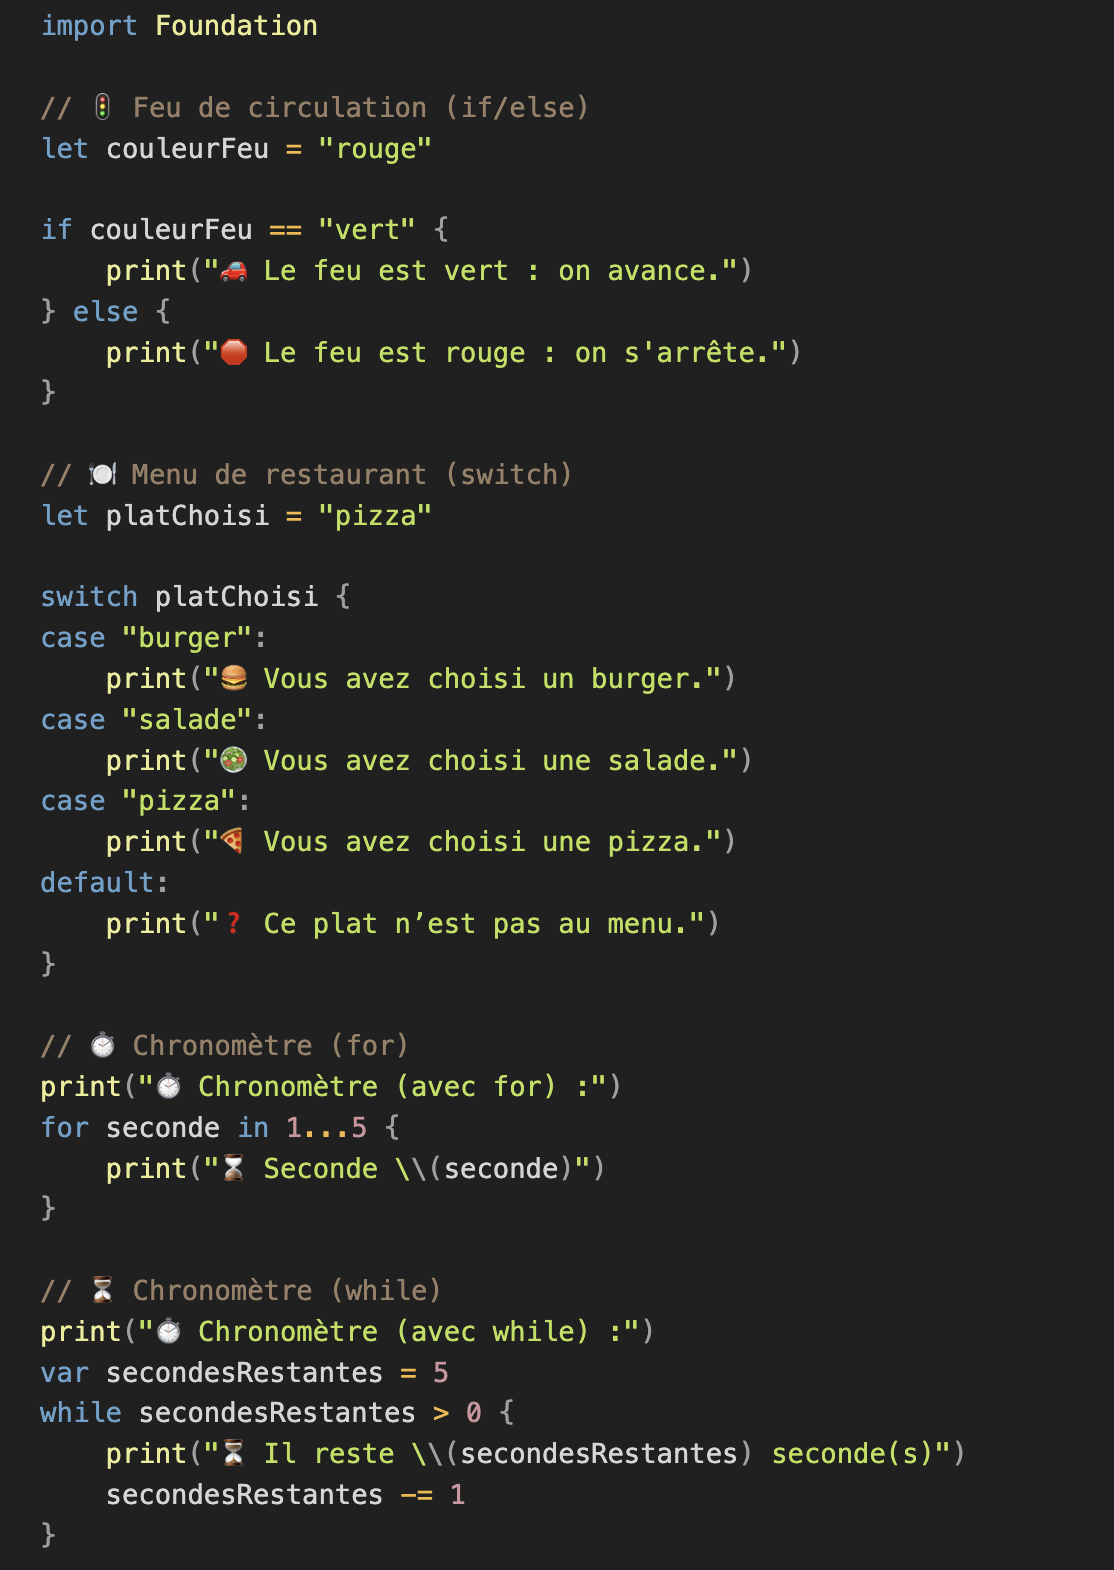 import Foundation

// 🚦 Feu de circulation (if/else)
let couleurFeu = "rouge"

if couleurFeu == "vert" {
    print("🚗 Le feu est vert : on avance.")
} else {
    print("🛑 Le feu est rouge : on s'arrête.")
}

// 🍽️ Menu de restaurant (switch)
let platChoisi = "pizza"

switch platChoisi {
case "burger":
    print("🍔 Vous avez choisi un burger.")
case "salade":
    print("🥗 Vous avez choisi une salade.")
case "pizza":
    print("🍕 Vous avez choisi une pizza.")
default:
    print("❓ Ce plat n’est pas au menu.")
}

// ⏱️ Chronomètre (for)
print("⏱️ Chronomètre (avec for) :")
for seconde in 1...5 {
    print("⏳ Seconde \\(seconde)")
}

// ⏳ Chronomètre (while)
print("⏱️ Chronomètre (avec while) :")
var secondesRestantes = 5
while secondesRestantes > 0 {
    print("⏳ Il reste \\(secondesRestantes) seconde(s)")
    secondesRestantes -= 1
}